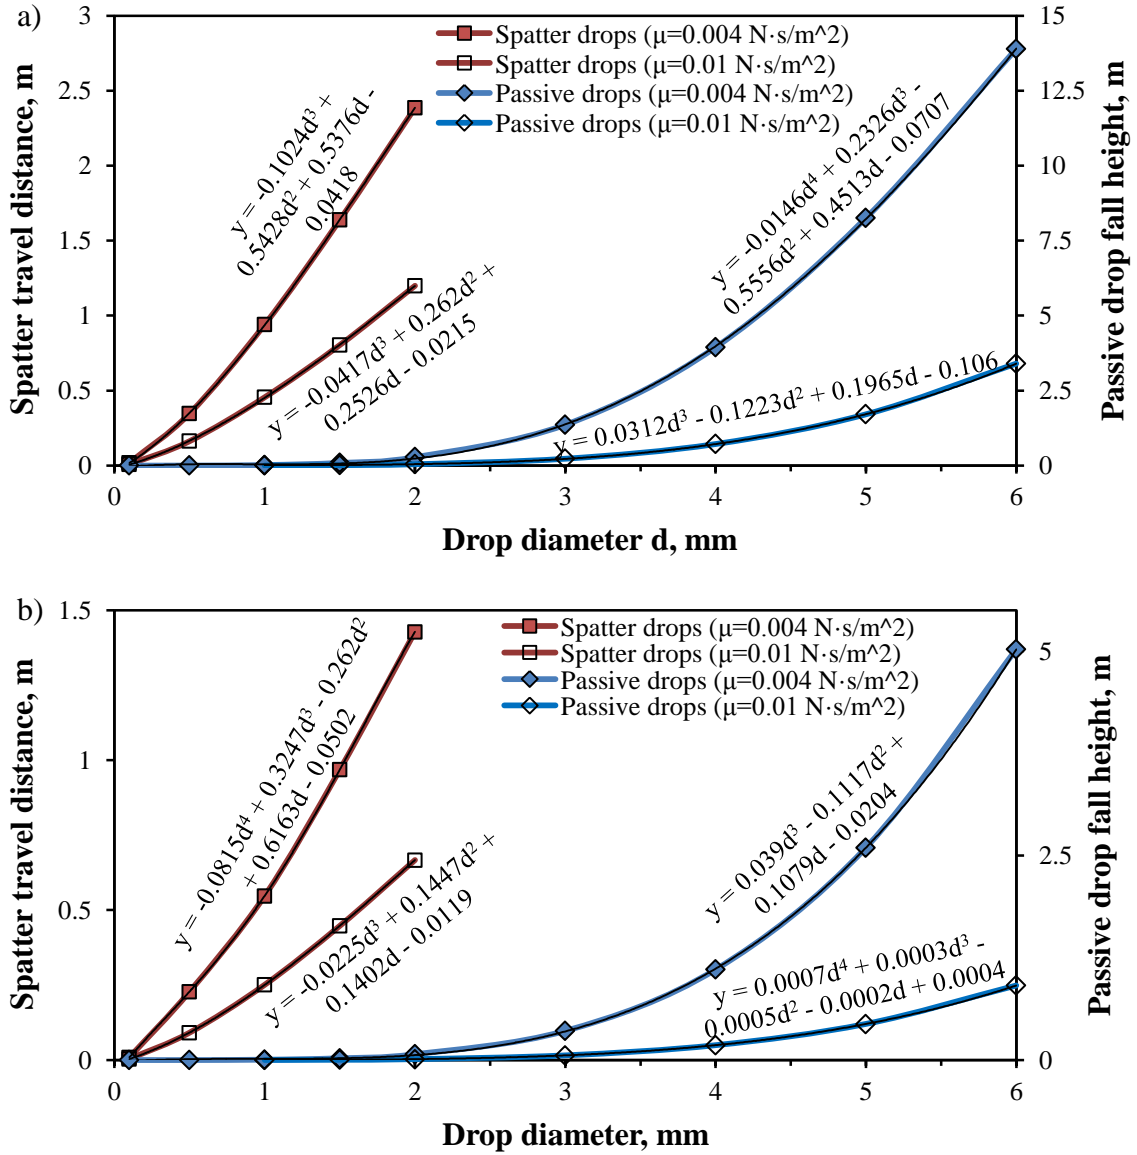 a)
Spatter travel distance, m
3
2.5
2
1.5
1
0.5
0
Spatter drops (μ=0.004 N·s/m^2)
Spatter drops (μ=0.01 N·s/m^2)
Passive drops (μ=0.004 N·s/m^2)
Passive drops (μ=0.01 N·s/m^2)
y = -0.1024d³ +
0.5428d² + 0.5376d -
0.0418
y = -0.0417d³ + 0.262d² +
0.2526d - 0.0215
y = -0.0146d⁴ + 0.2326d³ -
0.5556d² + 0.4513d - 0.0707
y = 0.0312d³ - 0.1223d² + 0.1965d - 0.106
15
12.5
10
7.5
5
2.5
0
Passive drop fall height, m
0 1 2 3 4 5 6
Drop diameter d, mm
b)
Spatter travel distance, m
1.5
1
0.5
0
Spatter drops (μ=0.004 N·s/m^2)
Spatter drops (μ=0.01 N·s/m^2)
Passive drops (μ=0.004 N·s/m^2)
Passive drops (μ=0.01 N·s/m^2)
y = -0.0815d⁴ + 0.3247d³ - 0.262d²
+ 0.6163d - 0.0502
y = -0.0225d³ + 0.1447d² +
0.1402d - 0.0119
y = 0.039d³ - 0.1117d² +
0.1079d - 0.0204
y = 0.0007d⁴ + 0.0003d³ -
0.0005d² - 0.0002d + 0.0004
5
2.5
0
Passive drop fall height, m
0 1 2 3 4 5 6
Drop diameter, mm